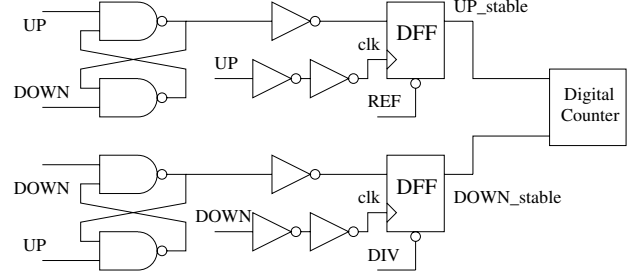 UP
DOWN
UP
clk
DFF
REF
UP_stable
Digital
Counter
DOWN
UP
DOWN
clk
DFF
DIV
DOWN_stable